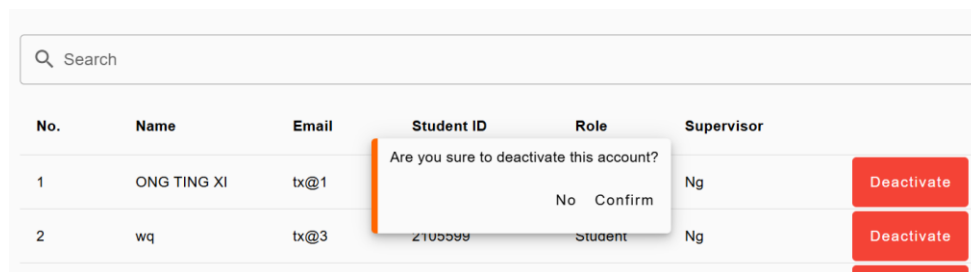 Search
No. Name Email Student ID Role Supervisor
Are you sure to deactivate this account?
1 ONG TING XI tx@1 Ng Deactivate
No Confirm
2 wq tx@3 2105599 Student Ng Deactivate